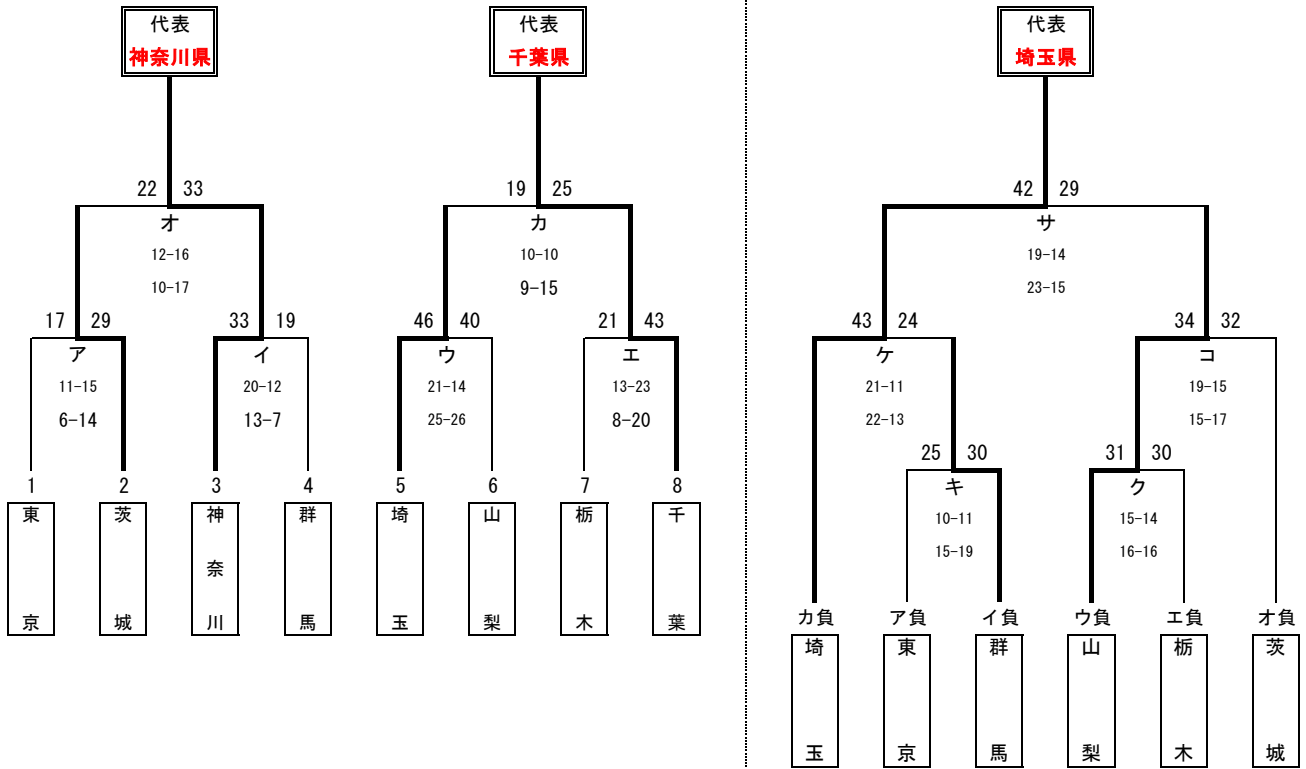 代表 代表 代表
神奈川県 千葉県 埼玉県
22 33 19 25 42 29
オ カ サ
12-16 10-10 19-14
10-17 9-15 23-15
17 29 33 19 46 40 21 43 43 24 34 32
ア イ ウ エ ケ コ
11-15 20-12 21-14 13-23 21-11 19-15
6-14 13-7 25-26 8-20 22-13 15-17
25 30 31 30
1 2 3 4 5 6 7 8 キ ク
東京 茨城 神奈川 群馬 埼玉 山梨 栃木 千葉
10-11 15-14
15-19 16-16
カ負 ア負 イ負 ウ負 エ負 オ負
埼玉 東京 群馬 山梨 栃木 茨城